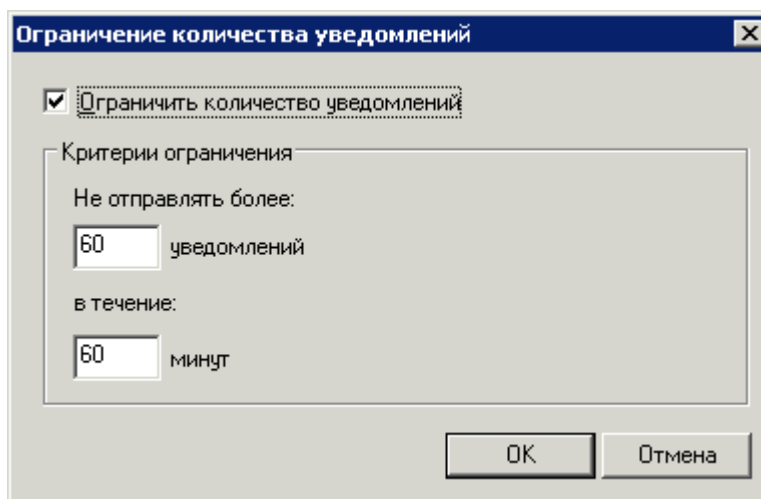 Ограничение количества уведомлений
Ограничить количество уведомлений
Критерии ограничения
Не отправлять более:
60 уведомлений
в течение:
60 минут
OK Отмена